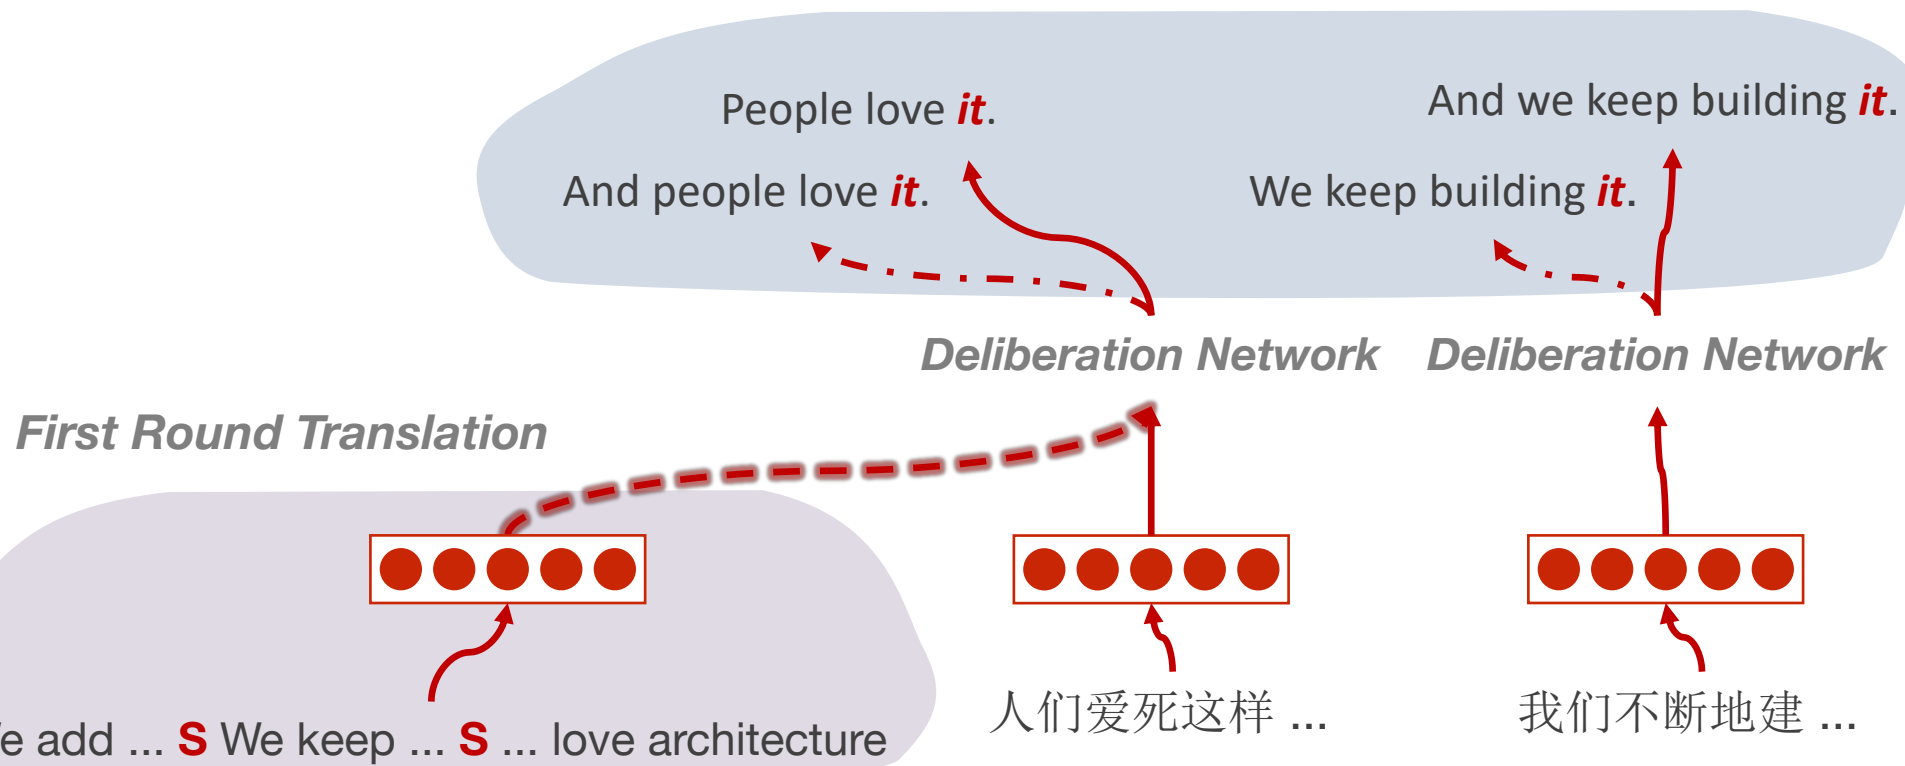 People love it.
And we keep building it.
And people love it.
We keep building it.
Deliberation Network
Deliberation Network
First Round Translation
人们爱死这样 ...
我们不断地建 ...
e add ... S We keep ... S ... love architecture